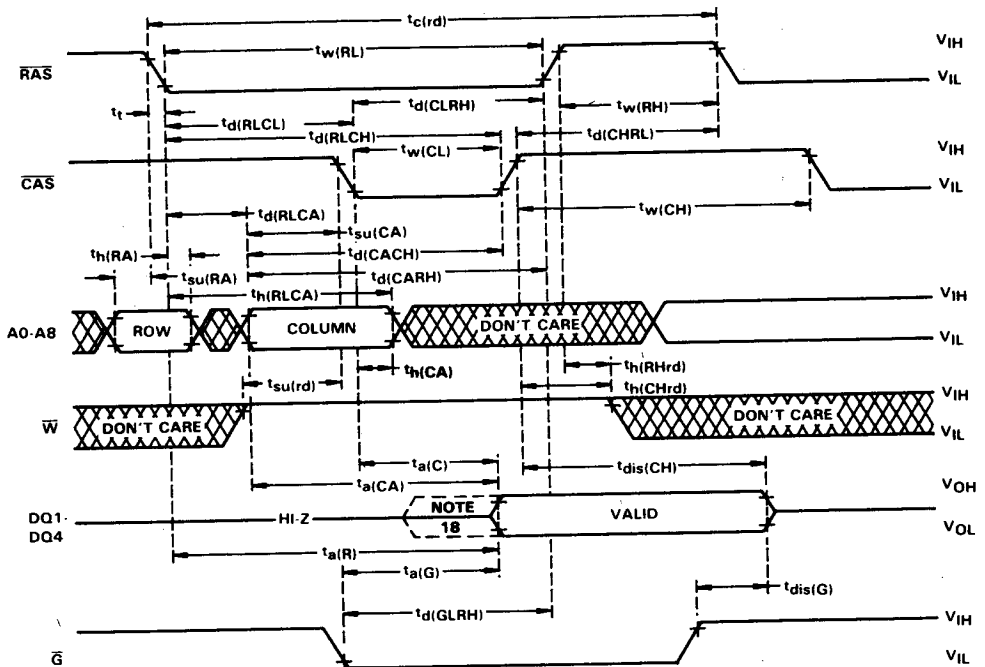 tc(rd)
tw(RL)
VIH
RAS
VIL
tt
td(CLRH)
tw(RH)
td(RLCL)
td(RLCH)
td(CHRL)
tw(CL)
VIH
CAS
VIL
td(RLCA)
tw(CH)
tsu(CA)
th(RA)
td(CACH)
tsu(RA)
td(CARH)
th(RLCA)
VIH
A0-A8
ROW
COLUMN
DON'T CARE
VIL
th(RHrd)
tsu(rd)
th(CA)
th(CHrd)
VIH
W
DON'T CARE
DON'T CARE
VIL
ta(C)
tdis(CH)
ta(CA)
VOH
DQ1-
DQ4
HI-Z
NOTE
18
VALID
VOL
ta(R)
ta(G)
tdis(G)
td(GLRH)
VIH
G
VIL